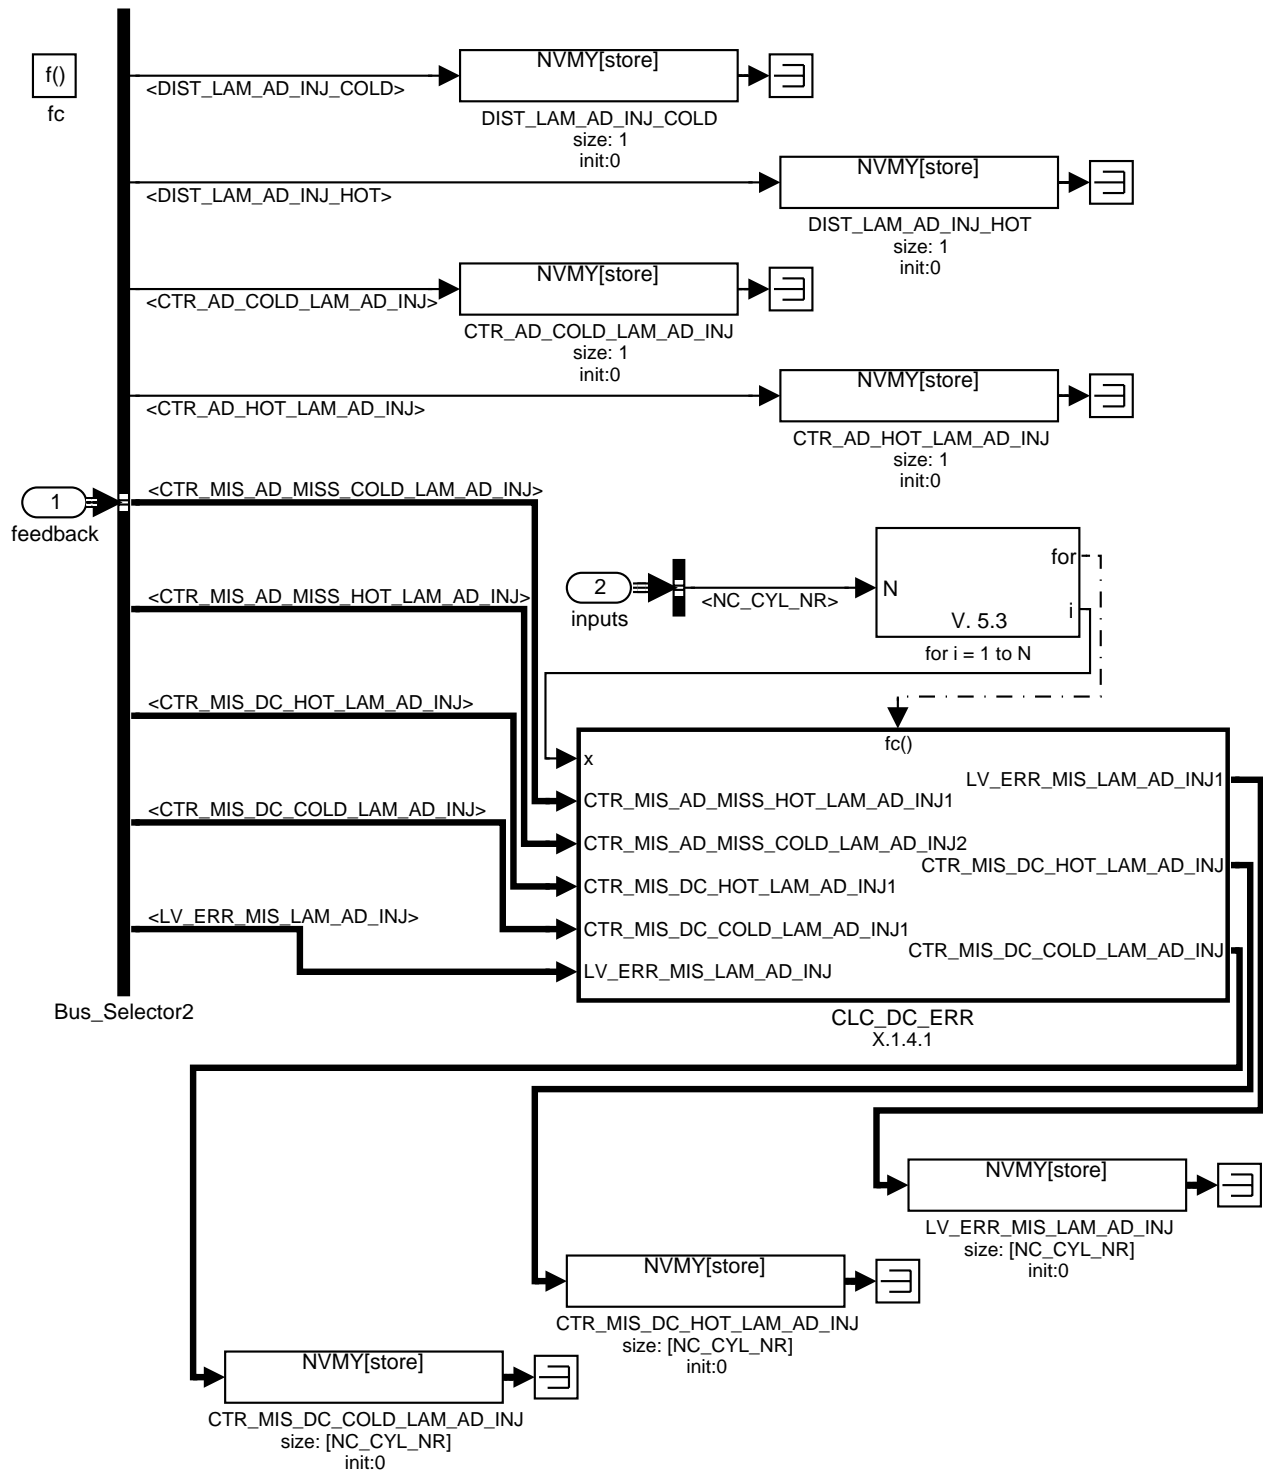 f()
fc
<DIST_LAM_AD_INJ_COLD>
NVMY[store]
DIST_LAM_AD_INJ_COLD
size: 1
init:0
<DIST_LAM_AD_INJ_HOT>
NVMY[store]
DIST_LAM_AD_INJ_HOT
size: 1
init:0
<CTR_AD_COLD_LAM_AD_INJ>
NVMY[store]
CTR_AD_COLD_LAM_AD_INJ
size: 1
init:0
<CTR_AD_HOT_LAM_AD_INJ>
NVMY[store]
CTR_AD_HOT_LAM_AD_INJ
size: 1
init:0
1
feedback
<CTR_MIS_AD_MISS_COLD_LAM_AD_INJ>
<CTR_MIS_AD_MISS_HOT_LAM_AD_INJ>
<CTR_MIS_DC_HOT_LAM_AD_INJ>
<CTR_MIS_DC_COLD_LAM_AD_INJ>
<LV_ERR_MIS_LAM_AD_INJ>
Bus_Selector2
2
inputs
<NC_CYL_NR>
N
for
i
V. 5.3
for i = 1 to N
fc()
x
CTR_MIS_AD_MISS_HOT_LAM_AD_INJ1
CTR_MIS_AD_MISS_COLD_LAM_AD_INJ2
CTR_MIS_DC_HOT_LAM_AD_INJ1
CTR_MIS_DC_COLD_LAM_AD_INJ1
LV_ERR_MIS_LAM_AD_INJ
LV_ERR_MIS_LAM_AD_INJ1
CTR_MIS_DC_HOT_LAM_AD_INJ
CTR_MIS_DC_COLD_LAM_AD_INJ
CLC_DC_ERR
X.1.4.1
NVMY[store]
LV_ERR_MIS_LAM_AD_INJ
size: [NC_CYL_NR]
init:0
NVMY[store]
CTR_MIS_DC_HOT_LAM_AD_INJ
size: [NC_CYL_NR]
init:0
NVMY[store]
CTR_MIS_DC_COLD_LAM_AD_INJ
size: [NC_CYL_NR]
init:0